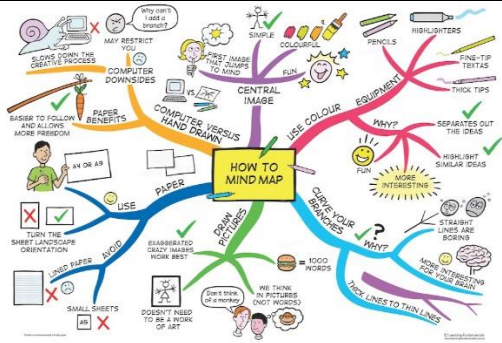 HOW TO
MIND MAP
CENTRAL
IMAGE
SIMPLE
COLOURFUL
FUN
FIRST IMAGE
THAT JUMPS
TO MIND
VS
USE COLOUR
EQUIPMENT
PENCILS
HIGHLIGHTERS
FINE-TIP
TEXTAS
THICK TIPS
WHY?
SEPARATES OUT
THE IDEAS
HIGHLIGHT
SIMILAR IDEAS
FUN
MORE
INTERESTING
CURVE YOUR
BRANCHES
WHY?
?
STRAIGHT
LINES ARE
BORING
MORE INTERESTING
FOR YOUR BRAIN
THICK LINES TO THIN LINES
DRAW
PICTURES
= 1000
WORDS
WE THINK
IN PICTURES
(NOT WORDS)
Don't think
of a monkey
DOESN'T NEED
TO BE A WORK
OF ART
EXAGGERATED
CRAZY IMAGES
WORK BEST
PAPER
USE
A4 OR A3
TURN THE
SHEET LANDSCAPE
ORIENTATION
AVOID
LINED PAPER
SMALL SHEETS
A5
COMPUTER VERSUS
HAND DRAWN
PAPER
BENEFITS
EASIER TO FOLLOW
AND ALLOWS
MORE FREEDOM
COMPUTER
DOWNSIDES
SLOWS DOWN THE
CREATIVE PROCESS
MAY RESTRICT
YOU
Why can't
I add a
branch?